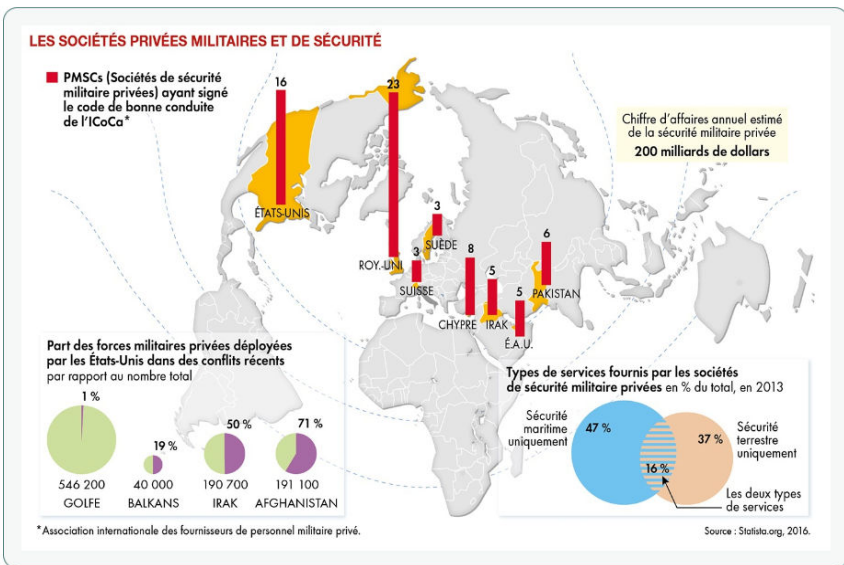 LES SOCIÉTÉS PRIVÉES MILITAIRES ET DE SÉCURITÉ
PMSCs (Sociétés de sécurité
militaire privées) ayant signé
le code de bonne conduite
de l'ICoCa*
16
ÉTATS-UNIS
23
ROY.-UNI
3
SUÈDE
3
SUISSE
8
CHYPRE
5
IRAK
5
É.A.U.
6
PAKISTAN
Chiffre d'affaires annuel estimé
de la sécurité militaire privée
200 milliards de dollars
Part des forces militaires privées déployées
par les États-Unis dans des conflits récents
par rapport au nombre total
1 %
546 200
GOLFE
19 %
40 000
BALKANS
50 %
190 700
IRAK
71 %
191 100
AFGHANISTAN
Types de services fournis par les sociétés
de sécurité militaire privées en % du total, en 2013
Sécurité
maritime
uniquement
47 %
16 %
37 %
Sécurité
terrestre
uniquement
Les deux types
de services
*Association internationale des fournisseurs de personnel militaire privé.
Source : Statista.org, 2016.